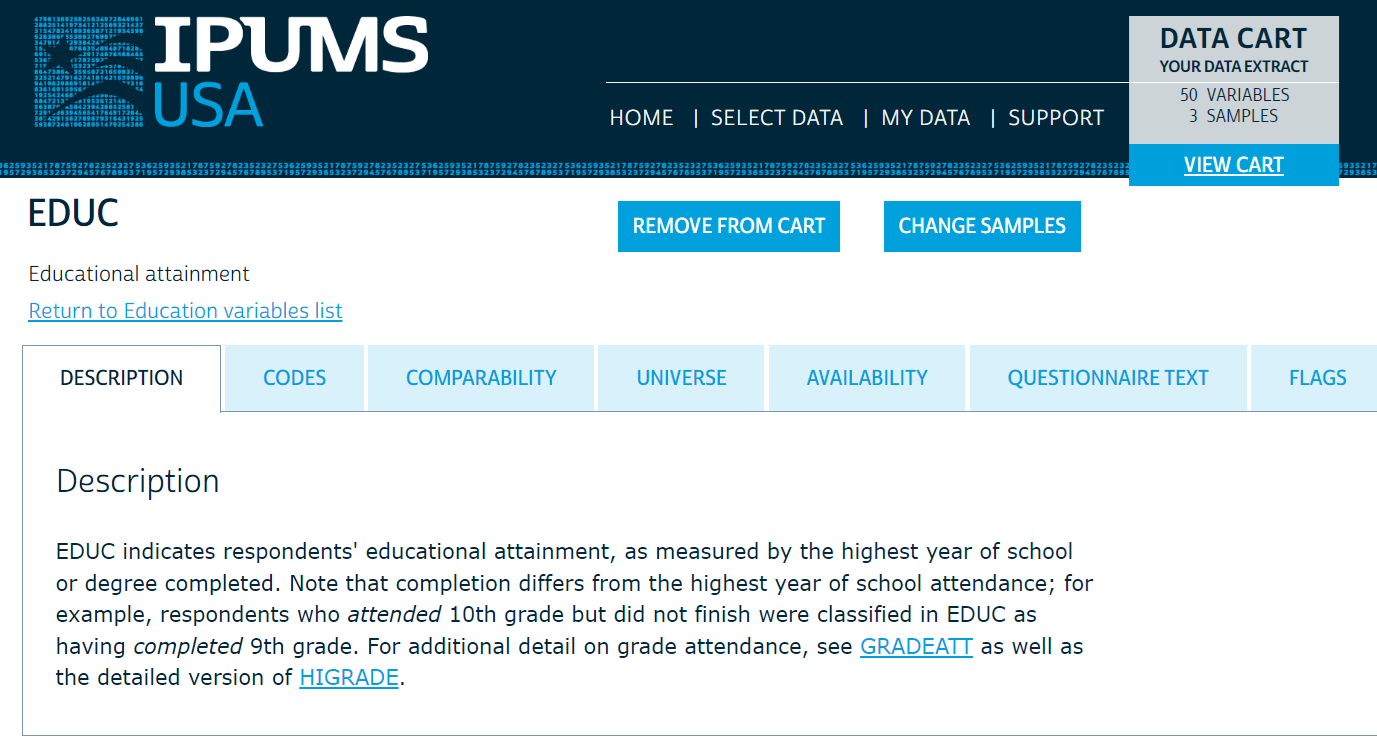 IPUMS
USA
DATA CART
YOUR DATA EXTRACT
50 VARIABLES
3 SAMPLES
VIEW CART
HOME | SELECT DATA | MY DATA | SUPPORT
EDUC
REMOVE FROM CART
CHANGE SAMPLES
Educational attainment
Return to Education variables list
DESCRIPTION
CODES
COMPARABILITY
UNIVERSE
AVAILABILITY
QUESTIONNAIRE TEXT
FLAGS
Description
EDUC indicates respondents' educational attainment, as measured by the highest year of school
or degree completed. Note that completion differs from the highest year of school attendance; for
example, respondents who attended 10th grade but did not finish were classified in EDUC as
having completed 9th grade. For additional detail on grade attendance, see GRADEATT as well as
the detailed version of HIGRADE.